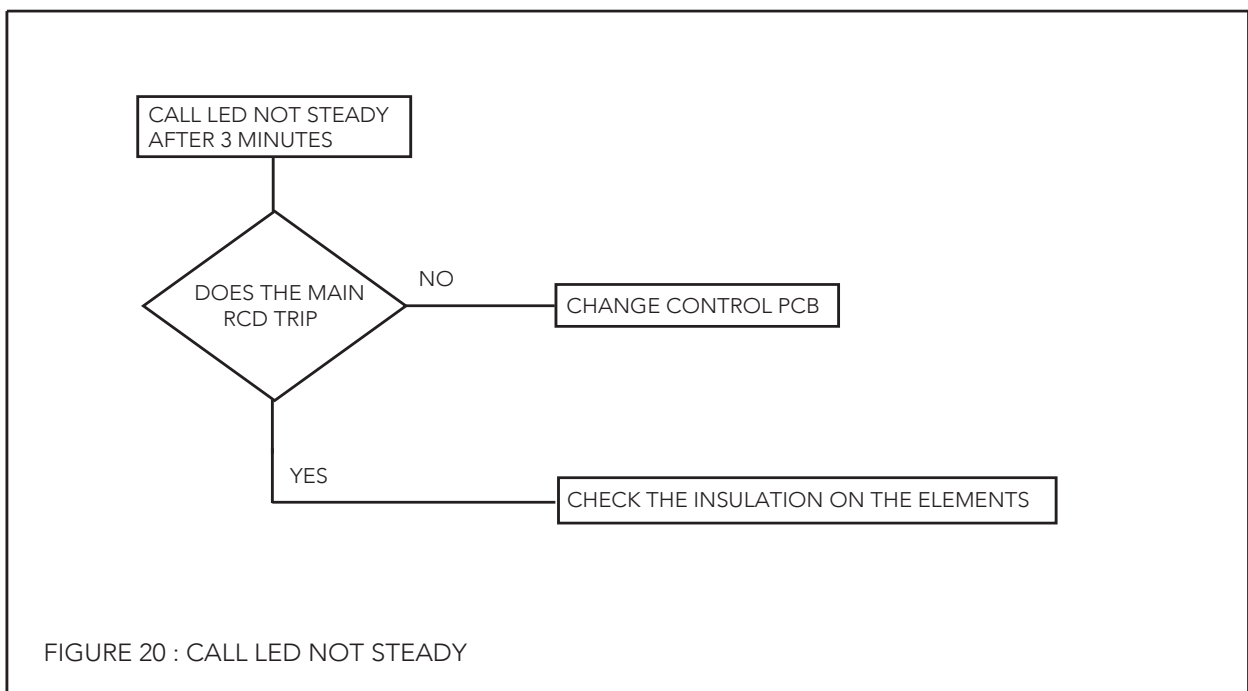 CALL LED NOT STEADY
AFTER 3 MINUTES
DOES THE MAIN
RCD TRIP
NO
CHANGE CONTROL PCB
YES
CHECK THE INSULATION ON THE ELEMENTS
FIGURE 20 : CALL LED NOT STEADY